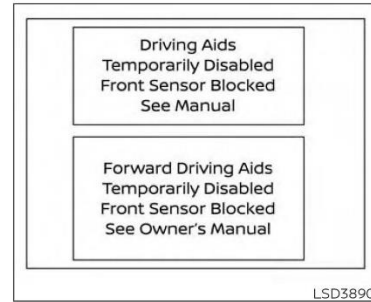 Driving Aids
Temporarily Disabled
Front Sensor Blocked
See Manual
Forward Driving Aids
Temporarily Disabled
Front Sensor Blocked
See Owner's Manual
LSD3890